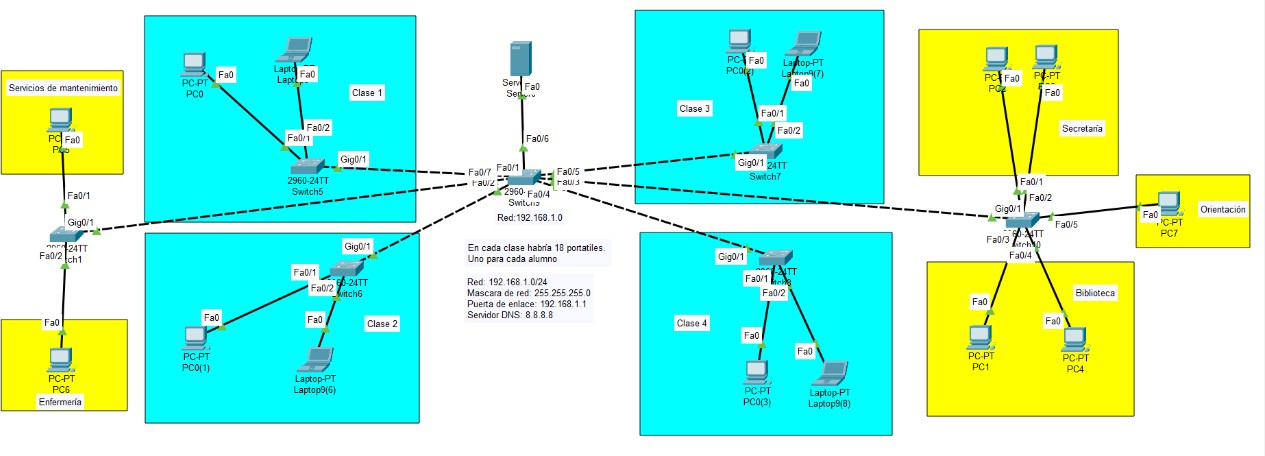 Servicios de mantenimiento
Fa0
Fa0/1
Gig0/1
Fa0/2
Fa0
PC-PT
PC6
Enfermería
PC-PT
PC0
Fa0
Fa0
Clase 1
Fa0/2
Fa0/1
Gig0/1
2960-24TT
Switch5
Gig0/1
Fa0/1
Fa0/2
Fa0
Fa0
Clase 2
PC-PT
PC0(1)
Laptop-PT
Laptop9(6)
Fa0
Fa0/6
Fa0/7
Fa0/1
Fa0/5
Fa0/2
Fa0/3
Fa0/4
Red:192.168.1.0
En cada clase habría 18 portatiles.
Uno para cada alumno
Red: 192.168.1.0/24
Mascara de red: 255.255.255.0
Puerta de enlace: 192.168.1.1
Servidor DNS: 8.8.8.8
Fa0
Laptop-PT
Laptop9(7)
Fa0
Clase 3
Fa0/1
Fa0/2
Gig0/1
Switch7
Gig0/1
Fa0/1
Fa0/2
Clase 4
Fa0
Fa0
PC-PT
PC0(3)
Laptop-PT
Laptop9(8)
Fa0
Fa0
Secretaría
Fa0/1
Fa0/2
Gig0/1
Fa0/5
Fa0/3
Fa0/4
Fa0
PC7
Orientación
Biblioteca
Fa0
Fa0
PC-PT
PC1
PC-PT
PC4